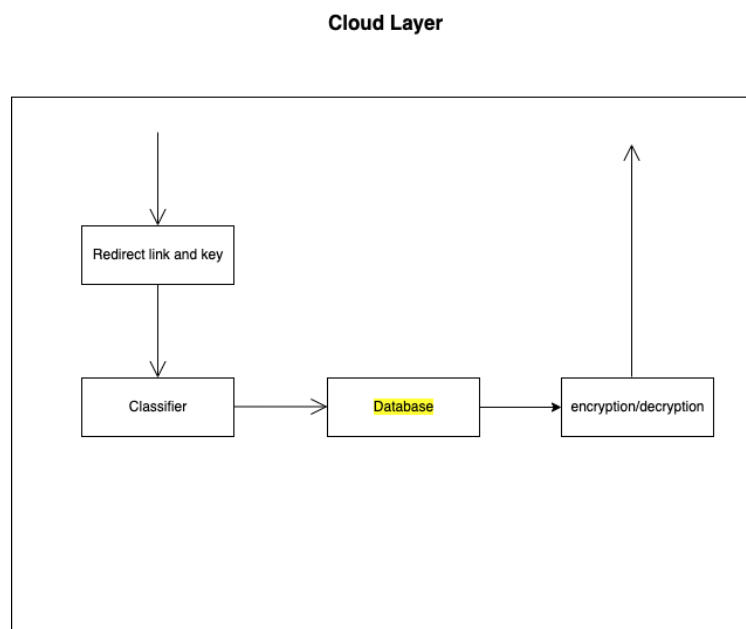 Cloud Layer
Redirect link and key
Classifier
Database
encryption/decryption